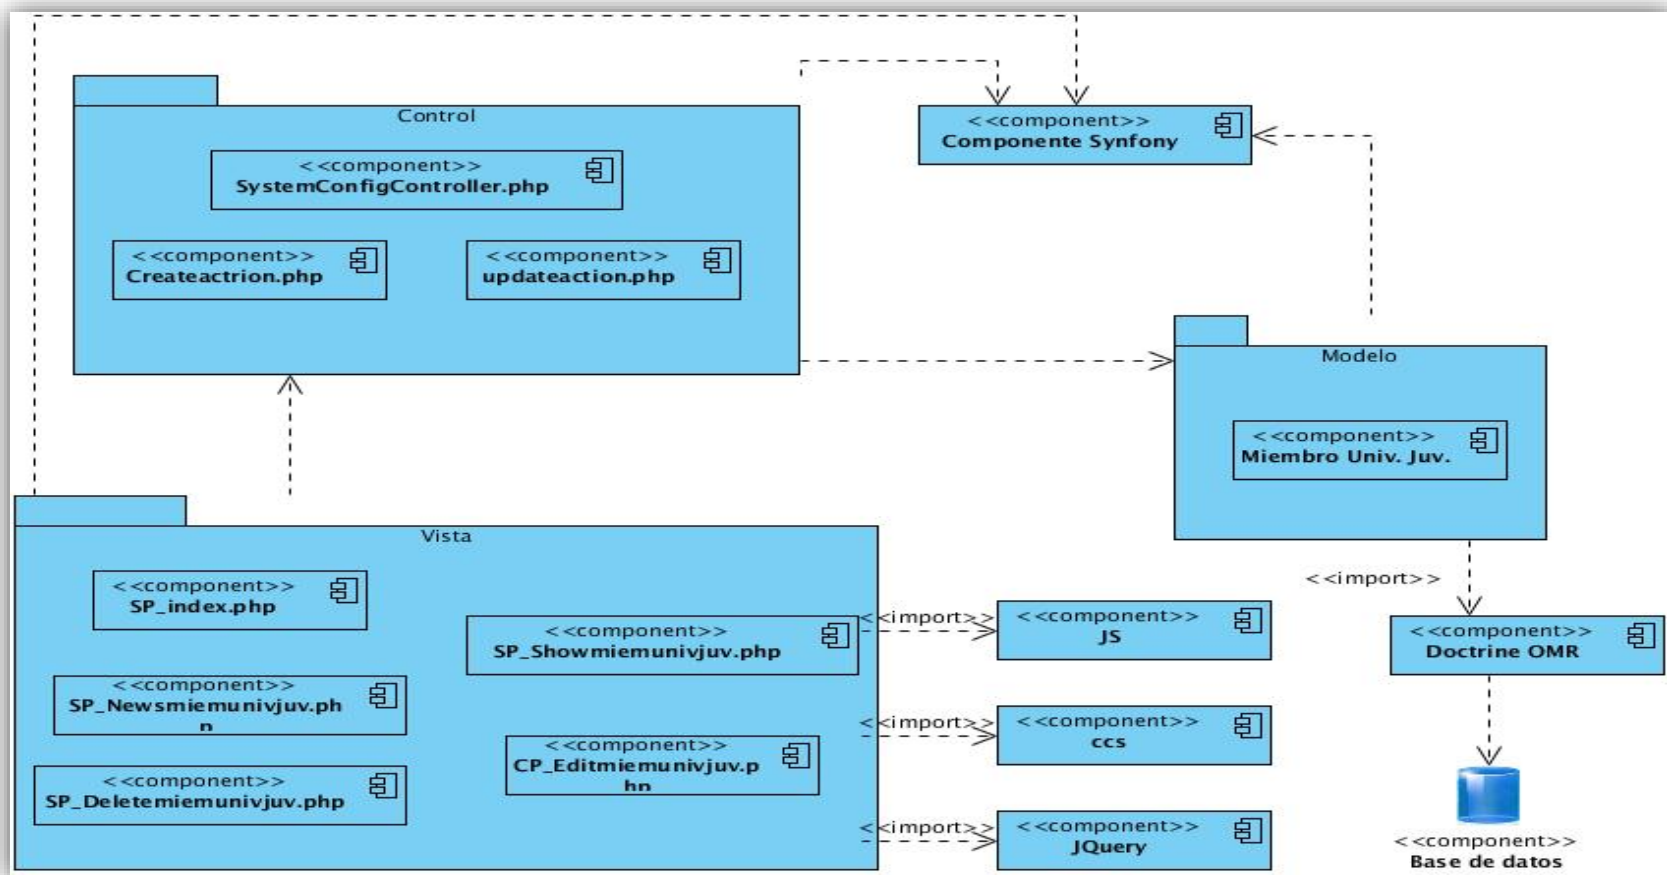 Control
<<component>>
SystemConfigController.php
<<component>>
Createactrion.php
<<component>>
updateaction.php
<<component>>
Componente Synfony
Modelo
<<component>>
Miembro Univ. Juv.
Vista
<<component>>
SP_index.php
<<component>>
SP_Showmiemunivjuv.php
<<component>>
SP_Newsmiemunivjuv.ph
p
<<component>>
CP_Editmiemunivjuv.p
hp
<<component>>
SP_Deletemiemunivjuv.php
<<import>>
<<component>>
JS
<<import>>
<<component>>
ccs
<<import>>
<<component>>
JQuery
<<import>>
<<component>>
Doctrine OMR
<<component>>
Base de datos